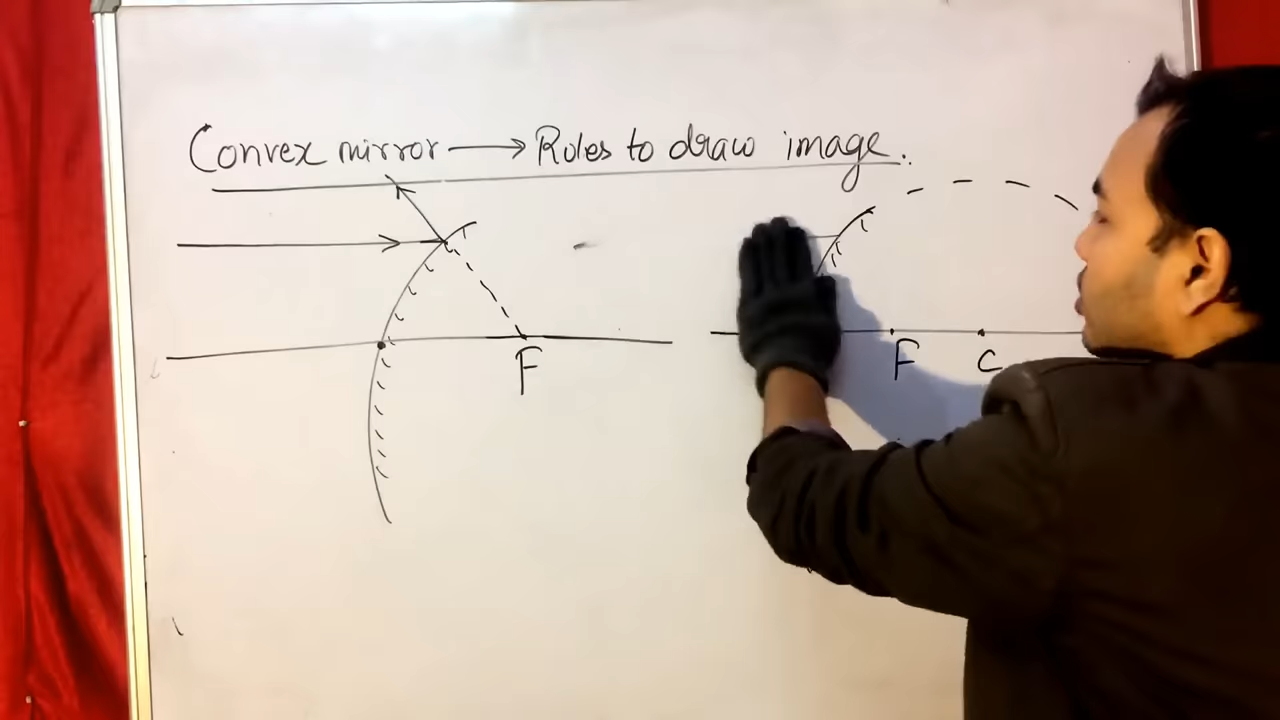 Convex mirror → Rules to draw image.
F
F C